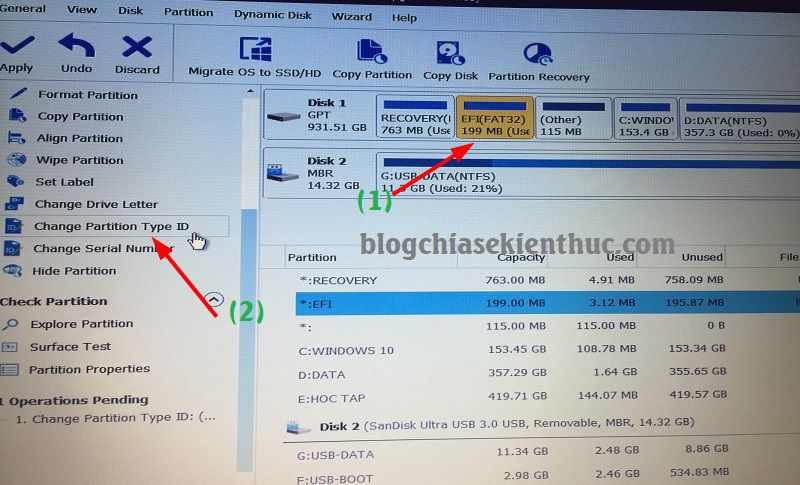 General View Disk Partition Dynamic Disk Wizard Help
Apply Undo Discard Migrate OS to SSD/HD Copy Partition Copy Disk Partition Recovery
Format Partition
Copy Partition
Align Partition
Wipe Partition
Set Label
Change Drive Letter
Change Partition Type ID
Change Serial Number
Hide Partition
Check Partition
Explore Partition
Surface Test
Partition Properties
1 Operations Pending
1. Change Partition Type ID: (...
Disk 1
GPT
931.51 GB
RECOVERY(I
763 MB (Use
EFI(FAT32)
199 MB (Use
(Other)
115 MB
C:WINDO
153.4 GB
D:DATA(NTFS)
357.3 GB (Used: 0%)
Disk 2
MBR
14.32 GB
G:USB-DATA(NTFS)
11.3 GB (Used: 21%)
(1)
(2)
blogchiasekienthuc.com
Partition Capacity Used Unused File
*:RECOVERY 763.00 MB 4.91 MB 758.09 MB
*:EFI 199.00 MB 3.12 MB 195.87 MB
*: 115.00 MB 115.00 MB 0 B
C:WINDOWS 10 153.45 GB 108.78 MB 153.34 GB
D:DATA 357.29 GB 1.64 GB 355.65 GB
E:HOC TAP 419.71 GB 144.07 MB 419.57 GB
Disk 2 (SanDisk Ultra USB 3.0 USB, Removable, MBR, 14.32 GB)
G:USB-DATA 11.34 GB 2.48 GB 8.86 GB
F:USB-BOOT 2.98 GB 2.46 GB 534.83 MB